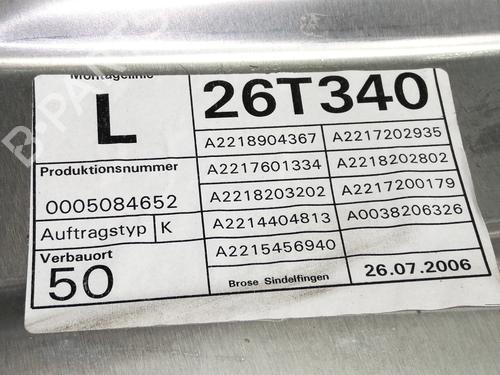 Montagelinie
L
26T340
Produktionsnummer
0005084652
Auftragstyp K
Verbauort
50
A2218904367 A2217202935
A2217601334 A2218202802
A2218203202 A2217200179
A2214404813 A0038206326
A2215456940
Brose Sindelfingen 26.07.2006
B-PARTS